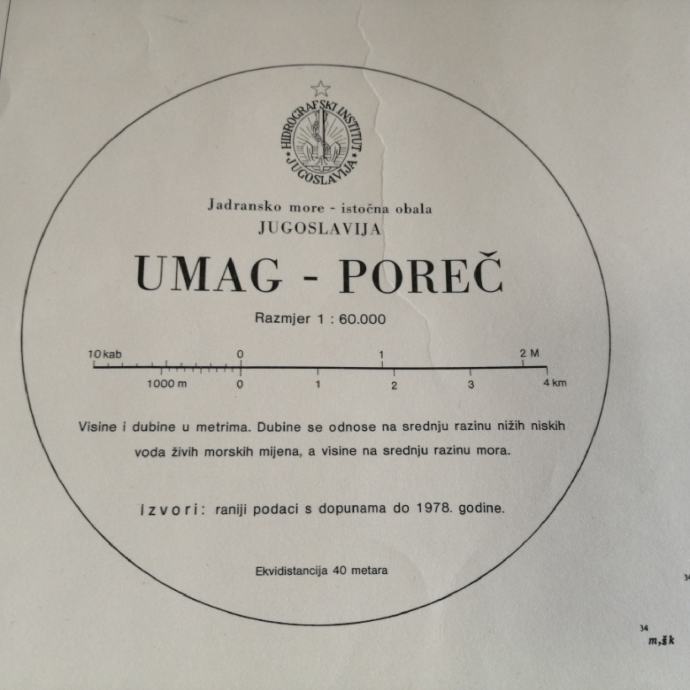 HIDROGRAFSKI INSTITUT
* JUGOSLAVIJA *
Jadransko more - istočna obala
JUGOSLAVIJA
UMAG - POREČ
Razmjer 1 : 60.000
10 kab 0 1 2 M
1000 m 0 1 2 3 4 km
Visine i dubine u metrima. Dubine se odnose na srednju razinu nižih niskih
voda živih morskih mijena, a visine na srednju razinu mora.
Izvori: raniji podaci s dopunama do 1978. godine.
Ekvidistancija 40 metara
34
m,šk